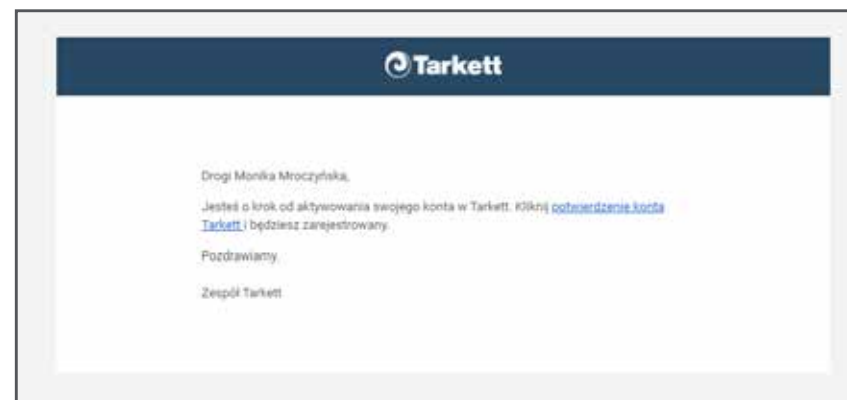 Tarkett
Drogi Monika Mroczyńska,
Jesteś o krok od aktywowania swojego konta w Tarkett. Kliknij potwierdzenie konta
Tarkett i będziesz zarejestrowany.
Pozdrawiamy
Zespół Tarkett